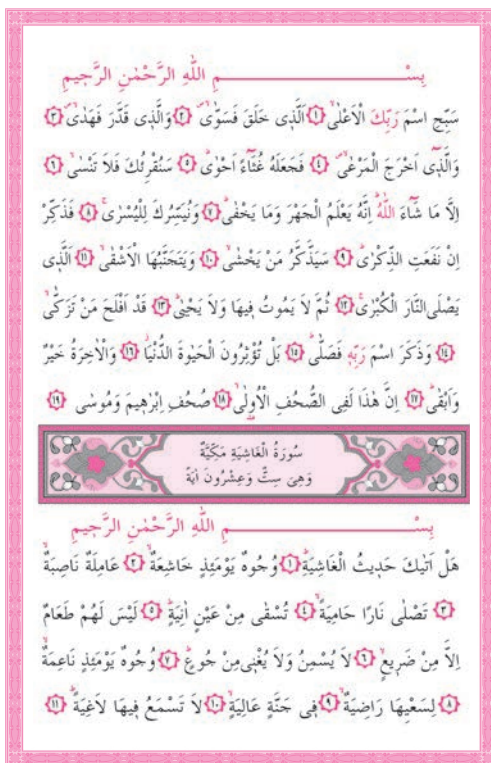 بِسْـــــــــــمِ اللّٰهِ الرَّحْمٰنِ الرَّحٖيمِ
سَبِّحِ اسْمَ رَبِّكَ الْاَعْلٰىۙ ﴿١﴾ اَلَّذٖى خَلَقَ فَسَوّٰىۙ ﴿٢﴾ وَالَّذٖى قَدَّرَ فَهَدٰىۙ ﴿٣﴾
وَالَّذٖٓى اَخْرَجَ الْمَرْعٰىۙ ﴿٤﴾ فَجَعَلَهُ غُثَٓاءً اَحْوٰىؕ ﴿٥﴾ سَنُقْرِئُكَ فَلَا تَنْسٰىۙ ﴿٦﴾
اِلَّا مَا شَٓاءَ اللّٰهُؕ اِنَّهُ يَعْلَمُ الْجَهْرَ وَمَا يَخْفٰىؕ ﴿٧﴾ وَنُيَسِّرُكَ لِلْيُسْرٰىۚ ﴿٨﴾ فَذَكِّرْ
اِنْ نَفَعَتِ الذِّكْرٰىؕ ﴿٩﴾ سَيَذَّكَّرُ مَنْ يَخْشٰىۙ ﴿١٠﴾ وَيَتَجَنَّبُهَا الْاَشْقٰىۙ ﴿١١﴾ اَلَّذٖى
يَصْلَى النَّارَ الْكُبْرٰىۚ ﴿١٢﴾ ثُمَّ لَا يَمُوتُ فٖيهَا وَلَا يَحْيٰىؕ ﴿١٣﴾ قَدْ اَفْلَحَ مَنْ تَزَكّٰىۙ
﴿١٤﴾ وَذَكَرَ اسْمَ رَبِّهٖ فَصَلّٰىؕ ﴿١٥﴾ بَلْ تُؤْثِرُونَ الْحَيٰوةَ الدُّنْيَاؗ ﴿١٦﴾ وَالْاٰخِرَةُ خَيْرٌ
وَاَبْقٰىؕ ﴿١٧﴾ اِنَّ هٰذَا لَفِى الصُّحُفِ الْاُولٰىۙ ﴿١٨﴾ صُحُفِ اِبْرٰهٖيمَ وَمُوسٰى ﴿١٩﴾
سُورَةُ الْغَاشِيَةِ مَكِّيَّةٌ
وَهِىَ سِتٌّ وَعِشْرُونَ اٰيَةً
بِسْـــــــــــمِ اللّٰهِ الرَّحْمٰنِ الرَّحٖيمِ
هَلْ اَتٰيكَ حَدٖيثُ الْغَاشِيَةِؕ ﴿١﴾ وُجُوهٌ يَوْمَئِذٍ خَاشِعَةٌۙ ﴿٢﴾ عَامِلَةٌ نَاصِبَةٌۙ
﴿٣﴾ تَصْلٰى نَارًا حَامِيَةًۙ ﴿٤﴾ تُسْقٰى مِنْ عَيْنٍ اٰنِيَةٍؕ ﴿٥﴾ لَيْسَ لَهُمْ طَعَامٌ
اِلَّا مِنْ ضَرٖيعٍۙ ﴿٦﴾ لَا يُسْمِنُ وَلَا يُغْنٖى مِنْ جُوعٍؕ ﴿٧﴾ وُجُوهٌ يَوْمَئِذٍ نَاعِمَةٌۙ
﴿٨﴾ لِسَعْيِهَا رَاضِيَةٌۙ ﴿٩﴾ فٖى جَنَّةٍ عَالِيَةٍۙ ﴿١٠﴾ لَا تَسْمَعُ فٖيهَا لَاغِيَةًؕ ﴿١١﴾